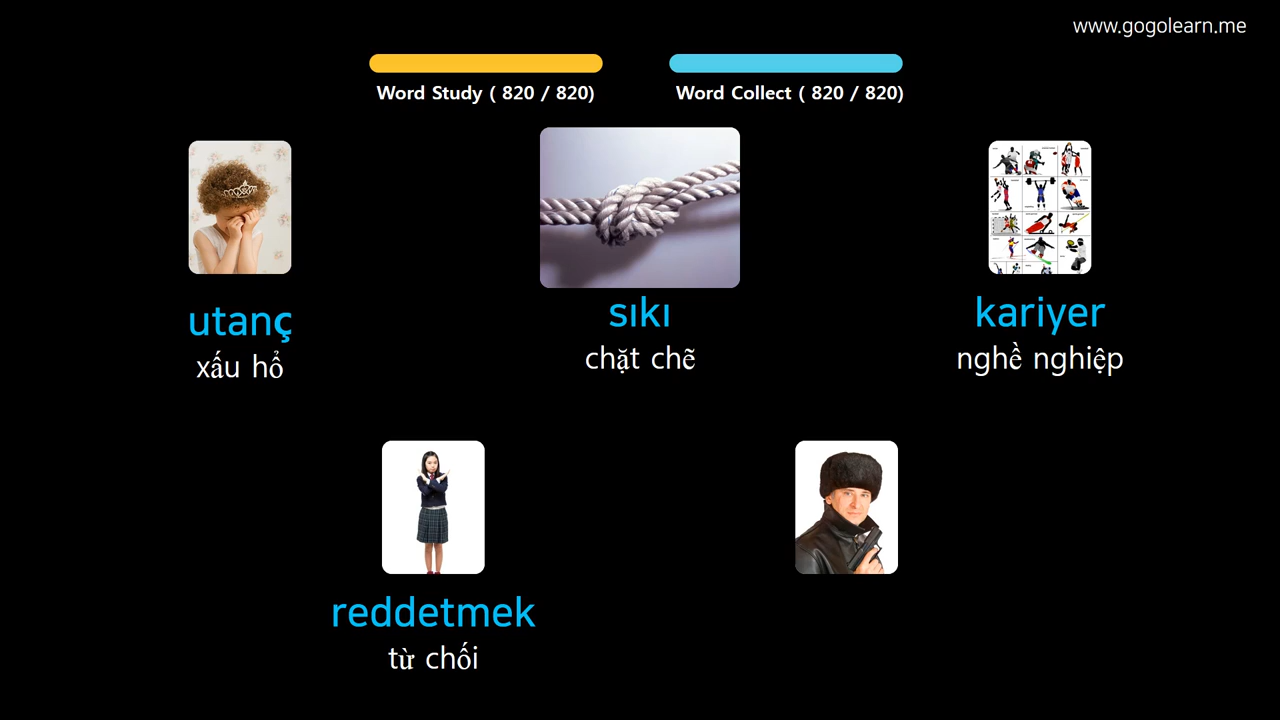 www.gogolearn.me
Word Study ( 820 / 820)
Word Collect ( 820 / 820)
utanç
xấu hổ
sıkı
chặt chẽ
kariyer
nghề nghiệp
reddetmek
từ chối